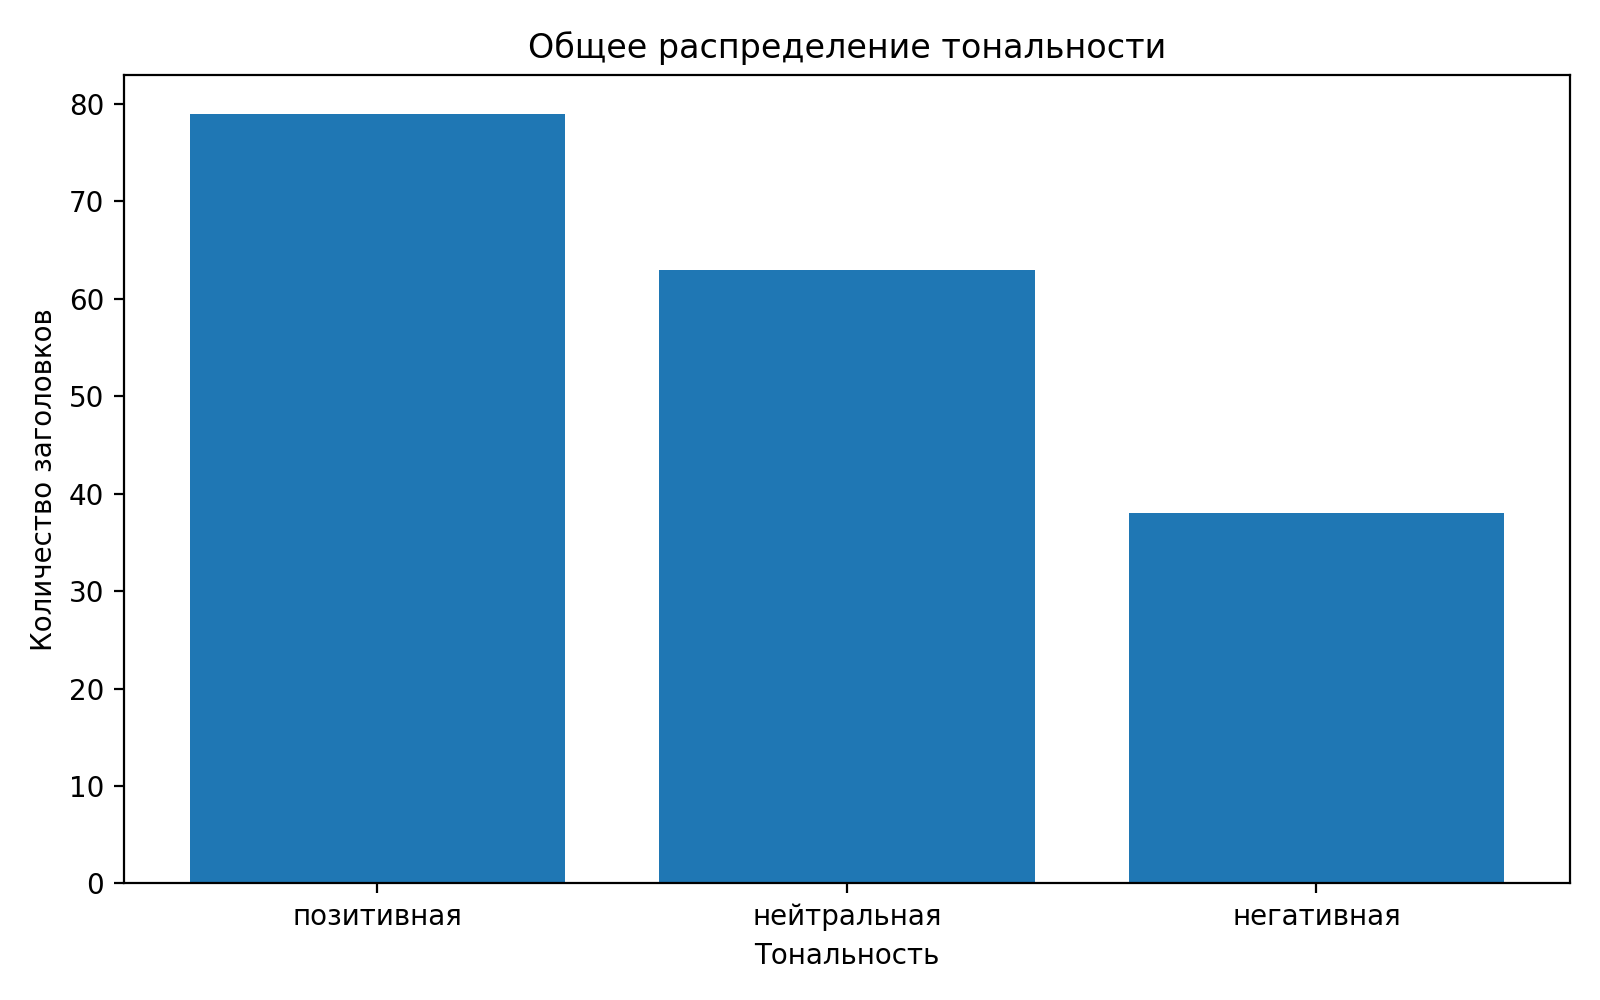 Общее распределение тональности
Количество заголовков
80
70
60
50
40
30
20
10
0
позитивная
нейтральная
негативная
Тональность